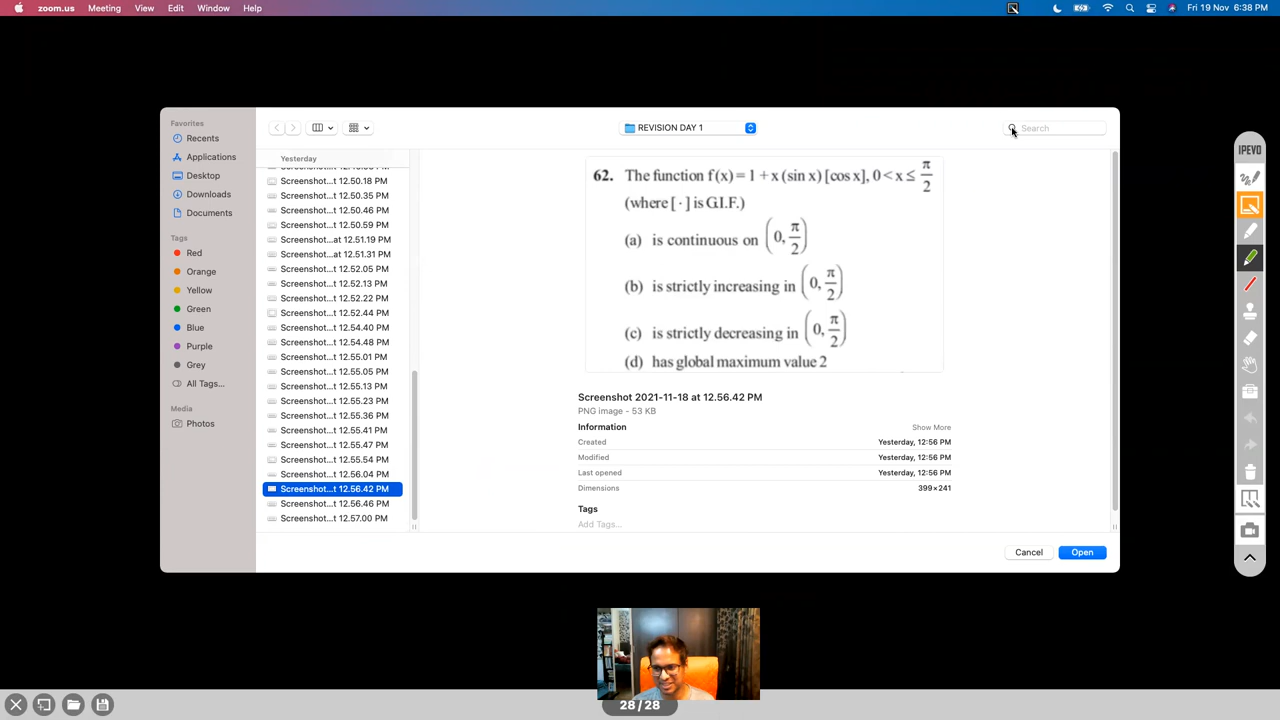 zoom.us Meeting View Edit Window Help
Fri 19 Nov 6:38 PM
Favorites
Recents
Applications
Desktop
Downloads
Documents
Tags
Red
Orange
Yellow
Green
Blue
Purple
Grey
All Tags...
Media
Photos
REVISION DAY 1
Search
Yesterday
Screenshot...t 12.50.18 PM
Screenshot...t 12.50.35 PM
Screenshot...t 12.50.46 PM
Screenshot...t 12.50.59 PM
Screenshot...at 12.51.19 PM
Screenshot...at 12.51.31 PM
Screenshot...t 12.52.05 PM
Screenshot...t 12.52.13 PM
Screenshot...t 12.52.22 PM
Screenshot...t 12.52.44 PM
Screenshot...t 12.54.40 PM
Screenshot...t 12.54.48 PM
Screenshot...t 12.55.01 PM
Screenshot...t 12.55.05 PM
Screenshot...t 12.55.13 PM
Screenshot...t 12.55.23 PM
Screenshot...t 12.55.36 PM
Screenshot...t 12.55.41 PM
Screenshot...t 12.55.47 PM
Screenshot...t 12.55.54 PM
Screenshot...t 12.56.04 PM
Screenshot...t 12.56.42 PM
Screenshot...t 12.56.46 PM
Screenshot...t 12.57.00 PM
62. The function f(x) = 1 + x (sin x) [cos x], 0 < x ≤ π/2
(where [ · ] is G.I.F.)
(a) is continuous on (0, π/2)
(b) is strictly increasing in (0, π/2)
(c) is strictly decreasing in (0, π/2)
(d) has global maximum value 2
Screenshot 2021-11-18 at 12.56.42 PM
PNG image - 53 KB
Information Show More
Created Yesterday, 12:56 PM
Modified Yesterday, 12:56 PM
Last opened Yesterday, 12:56 PM
Dimensions 399×241
Tags
Add Tags...
Cancel Open
IPEVO
28 / 28